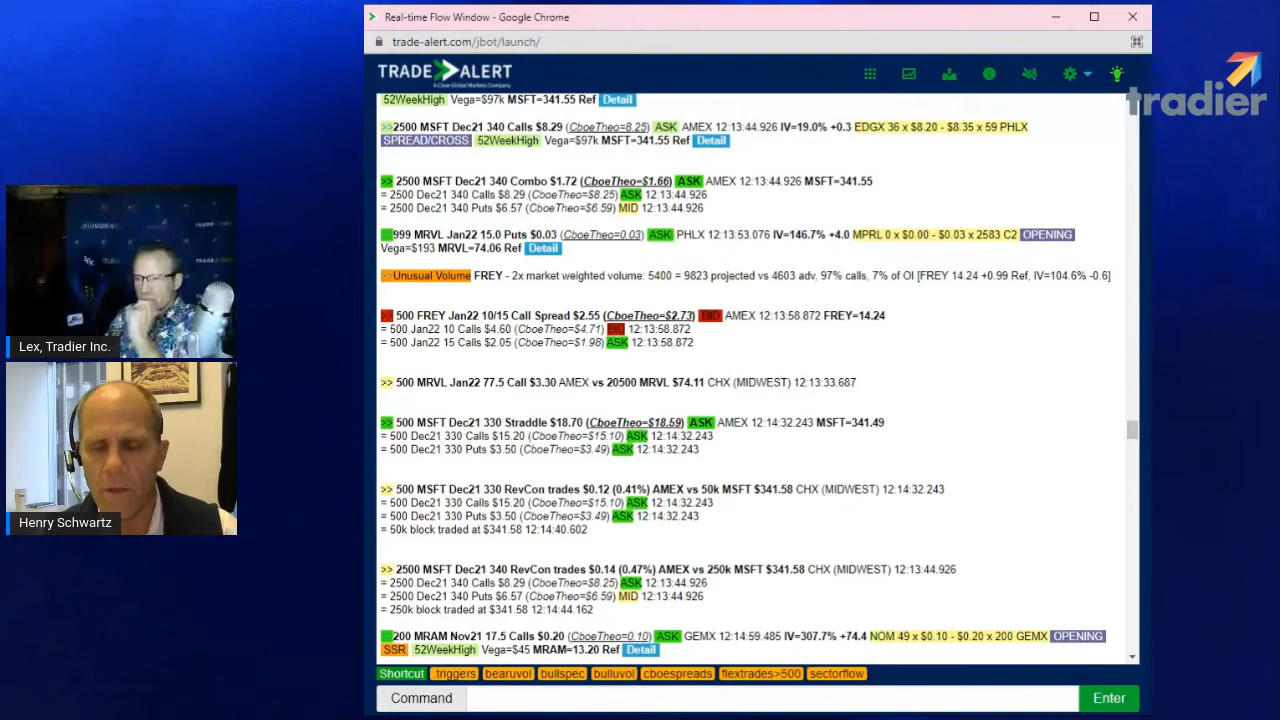 Real-time Flow Window - Google Chrome
trade-alert.com/jbot/launch/
TRADE ALERT
A Cboe Global Markets Company
tradier
52WeekHigh Vega=$97k MSFT=341.55 Ref Detail
>>2500 MSFT Dec21 340 Calls $8.29 (CboeTheo=8.25) ASK AMEX 12:13:44.926 IV=19.0% +0.3 EDGX 36 x $8.20 - $8.35 x 59 PHLX
SPREAD/CROSS 52WeekHigh Vega=$97k MSFT=341.55 Ref Detail
>> 2500 MSFT Dec21 340 Combo $1.72 (CboeTheo=$1.66) ASK AMEX 12:13:44.926 MSFT=341.55
= 2500 Dec21 340 Calls $8.29 (CboeTheo=$8.25) ASK 12:13:44.926
= 2500 Dec21 340 Puts $6.57 (CboeTheo=$6.59) MID 12:13:44.926
>>999 MRVL Jan22 15.0 Puts $0.03 (CboeTheo=0.03) ASK PHLX 12:13:53.076 IV=146.7% +4.0 MPRL 0 x $0.00 - $0.03 x 2583 C2 OPENING
Vega=$193 MRVL=74.06 Ref Detail
>>Unusual Volume FREY - 2x market weighted volume: 5400 = 9823 projected vs 4603 adv, 97% calls, 7% of OI [FREY 14.24 +0.99 Ref, IV=104.6% -0.6]
>> 500 FREY Jan22 10/15 Call Spread $2.55 (CboeTheo=$2.73) BID AMEX 12:13:58.872 FREY=14.24
= 500 Jan22 10 Calls $4.60 (CboeTheo=$4.71) BID 12:13:58.872
= 500 Jan22 15 Calls $2.05 (CboeTheo=$1.98) ASK 12:13:58.872
>> 500 MRVL Jan22 77.5 Call $3.30 AMEX vs 20500 MRVL $74.11 CHX (MIDWEST) 12:13:33.687
>> 500 MSFT Dec21 330 Straddle $18.70 (CboeTheo=$18.59) ASK AMEX 12:14:32.243 MSFT=341.49
= 500 Dec21 330 Calls $15.20 (CboeTheo=$15.10) ASK 12:14:32.243
= 500 Dec21 330 Puts $3.50 (CboeTheo=$3.49) ASK 12:14:32.243
>> 500 MSFT Dec21 330 RevCon trades $0.12 (0.41%) AMEX vs 50k MSFT $341.58 CHX (MIDWEST) 12:14:32.243
= 500 Dec21 330 Calls $15.20 (CboeTheo=$15.10) ASK 12:14:32.243
= 500 Dec21 330 Puts $3.50 (CboeTheo=$3.49) ASK 12:14:32.243
= 50k block traded at $341.58 12:14:40.602
>> 2500 MSFT Dec21 340 RevCon trades $0.14 (0.47%) AMEX vs 250k MSFT $341.58 CHX (MIDWEST) 12:13:44.926
= 2500 Dec21 340 Calls $8.29 (CboeTheo=$8.25) ASK 12:13:44.926
= 2500 Dec21 340 Puts $6.57 (CboeTheo=$6.59) MID 12:13:44.926
= 250k block traded at $341.58 12:14:44.162
>>200 MRAM Nov21 17.5 Calls $0.20 (CboeTheo=0.10) ASK GEMX 12:14:59.485 IV=307.7% +74.4 NOM 49 x $0.10 - $0.20 x 200 GEMX OPENING
SSR 52WeekHigh Vega=$45 MRAM=13.20 Ref Detail
Shortcut triggers bearuvol bullspec bulluvol cboespreads flextrades>500 sectorflow
Command Enter
Lex, Tradier Inc.
Henry Schwartz